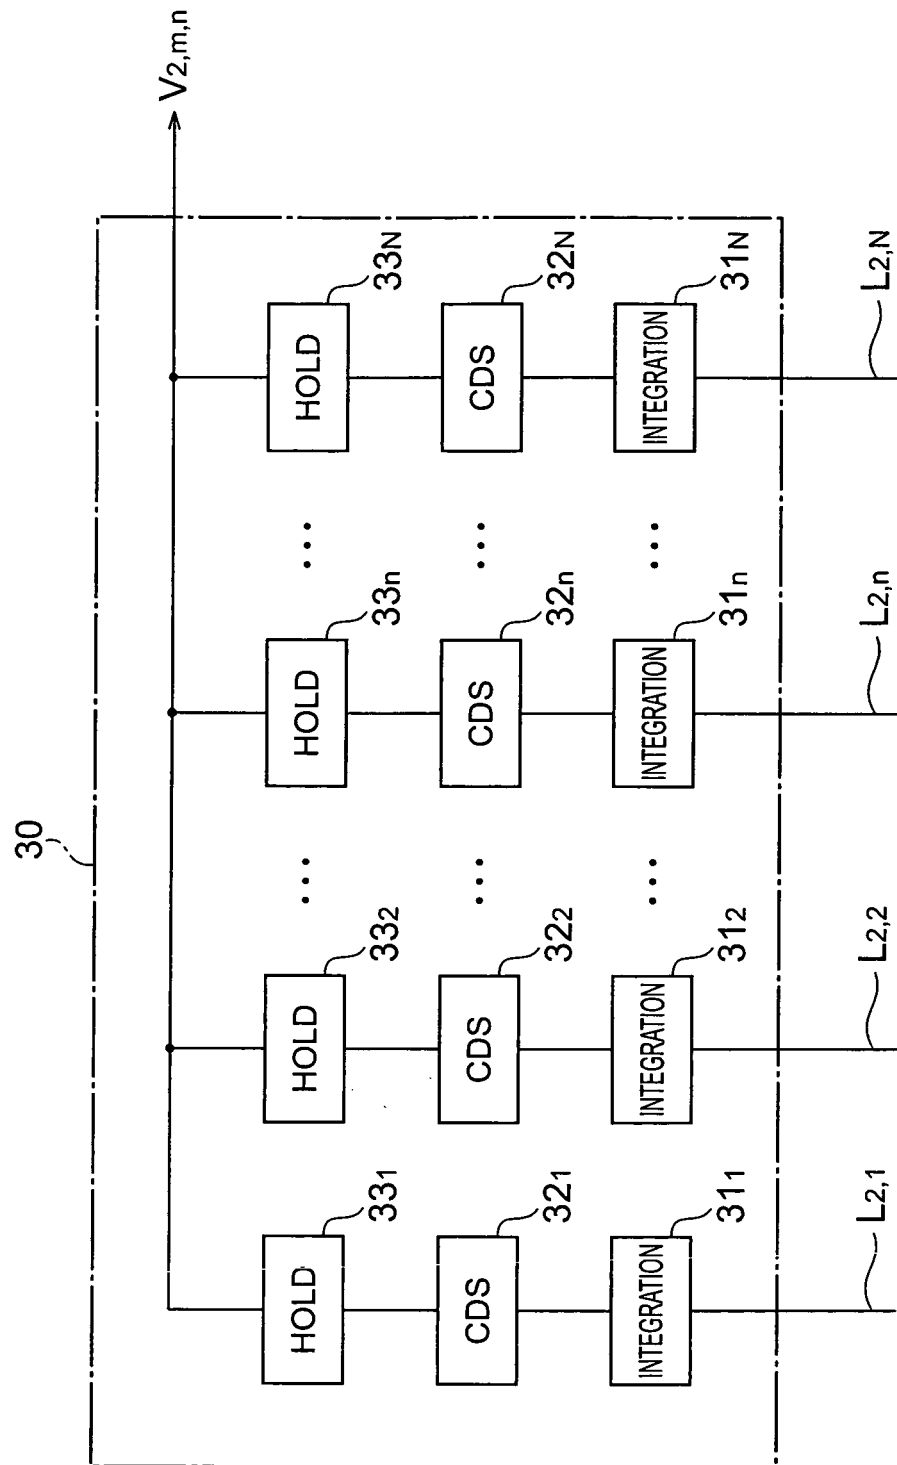 30
V2,m,n
331
HOLD
332
HOLD
...
33n
HOLD
...
33N
HOLD
321
CDS
322
CDS
...
32n
CDS
...
32N
CDS
311
INTEGRATION
312
INTEGRATION
...
31n
INTEGRATION
...
31N
INTEGRATION
L2,1
L2,2
L2,n
L2,N